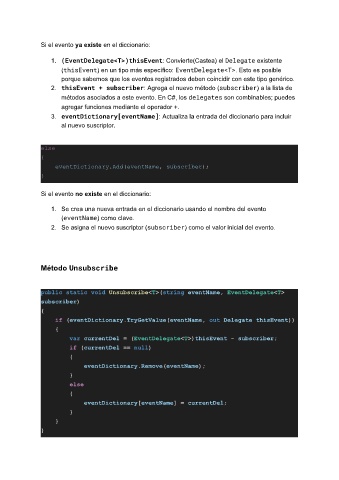 Si el evento ya existe en el diccionario:
1. (EventDelegate<T>)thisEvent: Convierte(Castea) el Delegate existente
(thisEvent) en un tipo más específico: EventDelegate<T>. Esto es posible
porque sabemos que los eventos registrados deben coincidir con este tipo genérico.
2. thisEvent + subscriber: Agrega el nuevo método (subscriber) a la lista de
métodos asociados a este evento. En C#, los delegates son combinables; puedes
agregar funciones mediante el operador +.
3. eventDictionary[eventName]: Actualiza la entrada del diccionario para incluir
al nuevo suscriptor.
else
{
eventDictionary.Add(eventName, subscriber);
}
Si el evento no existe en el diccionario:
1. Se crea una nueva entrada en el diccionario usando el nombre del evento
(eventName) como clave.
2. Se asigna el nuevo suscriptor (subscriber) como el valor inicial del evento.
Método Unsubscribe
public static void Unsubscribe<T>(string eventName, EventDelegate<T>
subscriber)
{
if (eventDictionary.TryGetValue(eventName, out Delegate thisEvent))
{
var currentDel = (EventDelegate<T>)thisEvent - subscriber;
if (currentDel == null)
{
eventDictionary.Remove(eventName);
}
else
{
eventDictionary[eventName] = currentDel;
}
}
}